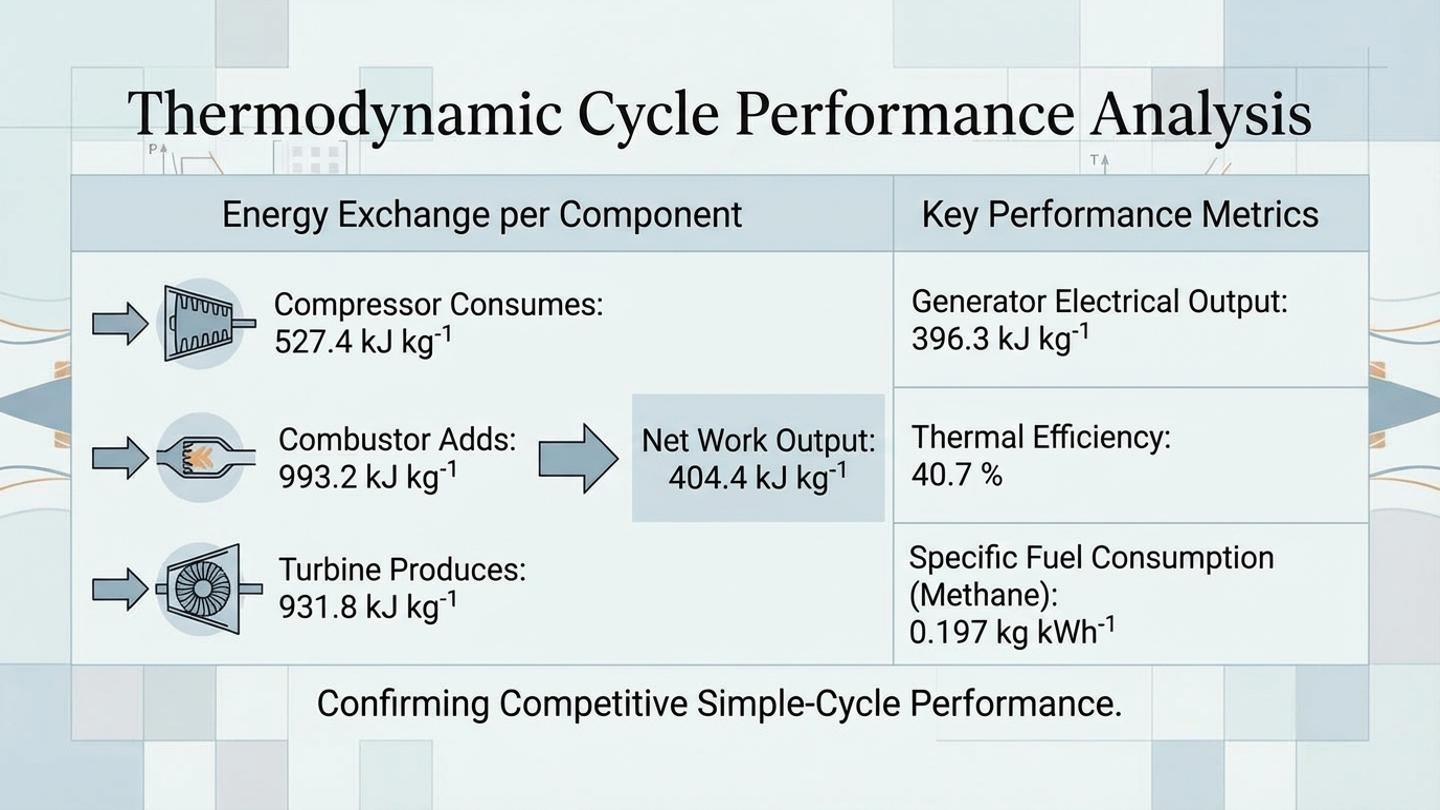 Thermodynamic Cycle Performance Analysis
P
T
Energy Exchange per Component
Key Performance Metrics
Compressor Consumes:
527.4 kJ kg⁻¹
Combustor Adds:
993.2 kJ kg⁻¹
Turbine Produces:
931.8 kJ kg⁻¹
Net Work Output:
404.4 kJ kg⁻¹
Generator Electrical Output:
396.3 kJ kg⁻¹
Thermal Efficiency:
40.7 %
Specific Fuel Consumption
(Methane):
0.197 kg kWh⁻¹
Confirming Competitive Simple-Cycle Performance.